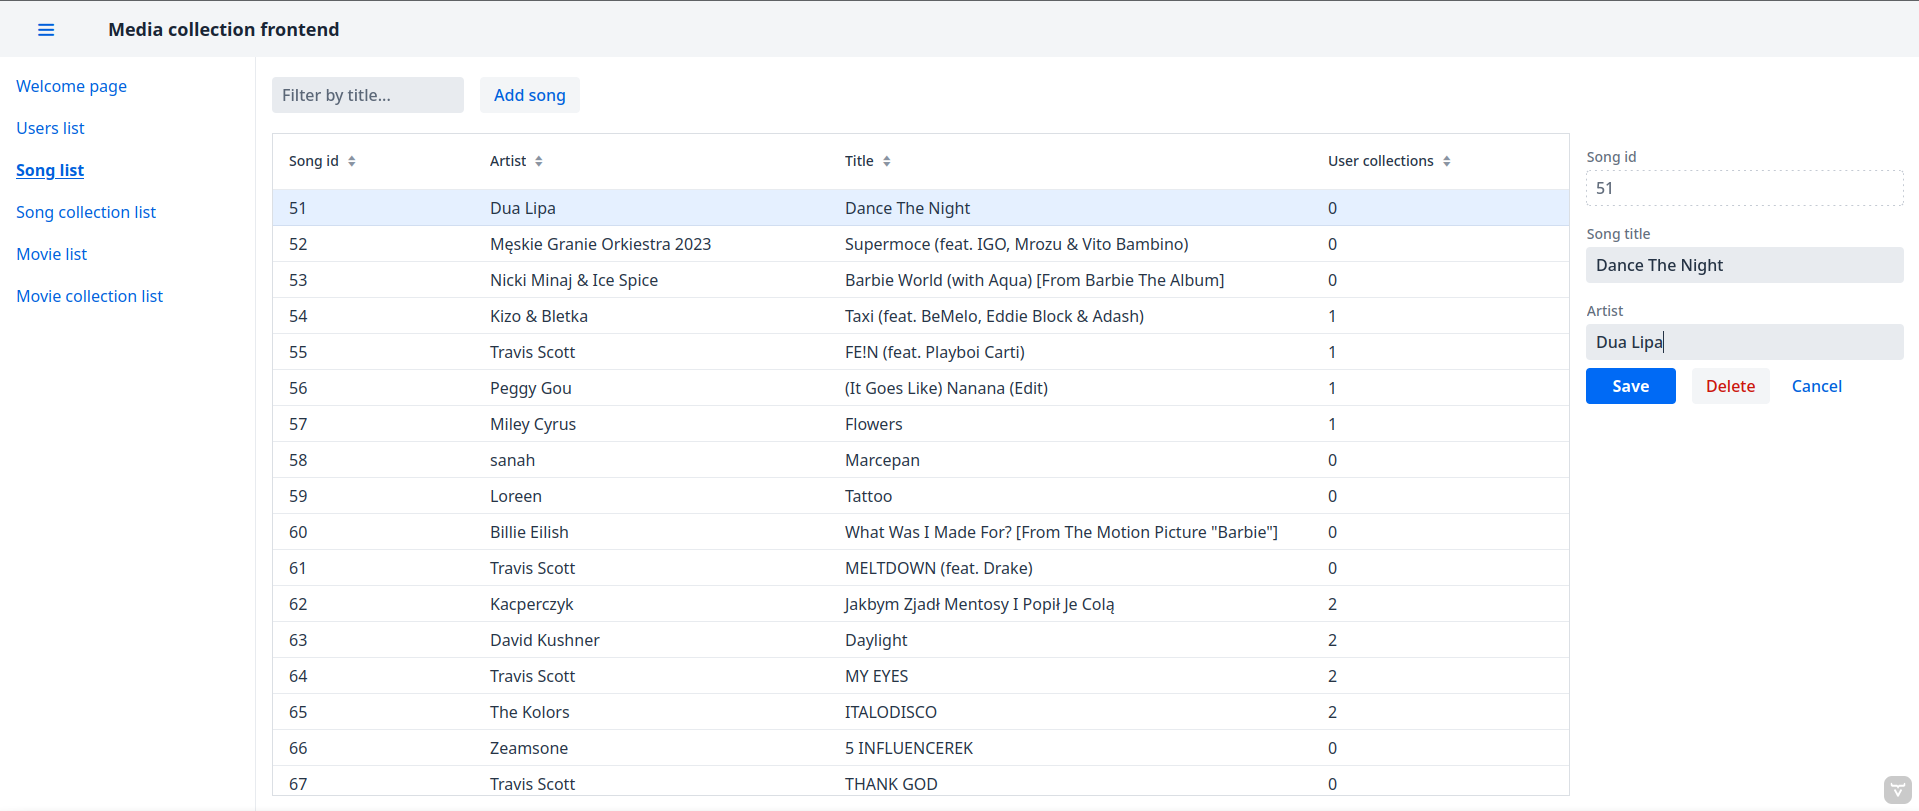 Media collection frontend
Welcome page
Users list
Song list
Song collection list
Movie list
Movie collection list
Filter by title...
Add song
Song id Artist Title User collections
51 Dua Lipa Dance The Night 0
52 Męskie Granie Orkiestra 2023 Supermoce (feat. IGO, Mrozu & Vito Bambino) 0
53 Nicki Minaj & Ice Spice Barbie World (with Aqua) [From Barbie The Album] 0
54 Kizo & Bletka Taxi (feat. BeMelo, Eddie Block & Adash) 1
55 Travis Scott FE!N (feat. Playboi Carti) 1
56 Peggy Gou (It Goes Like) Nanana (Edit) 1
57 Miley Cyrus Flowers 1
58 sanah Marcepan 0
59 Loreen Tattoo 0
60 Billie Eilish What Was I Made For? [From The Motion Picture "Barbie"] 0
61 Travis Scott MELTDOWN (feat. Drake) 0
62 Kacperczyk Jakbym Zjadł Mentosy I Popił Je Colą 2
63 David Kushner Daylight 2
64 Travis Scott MY EYES 2
65 The Kolors ITALODISCO 2
66 Zeamsone 5 INFLUENCEREK 0
67 Travis Scott THANK GOD 0
Song id
51
Song title
Dance The Night
Artist
Dua Lipa
Save Delete Cancel